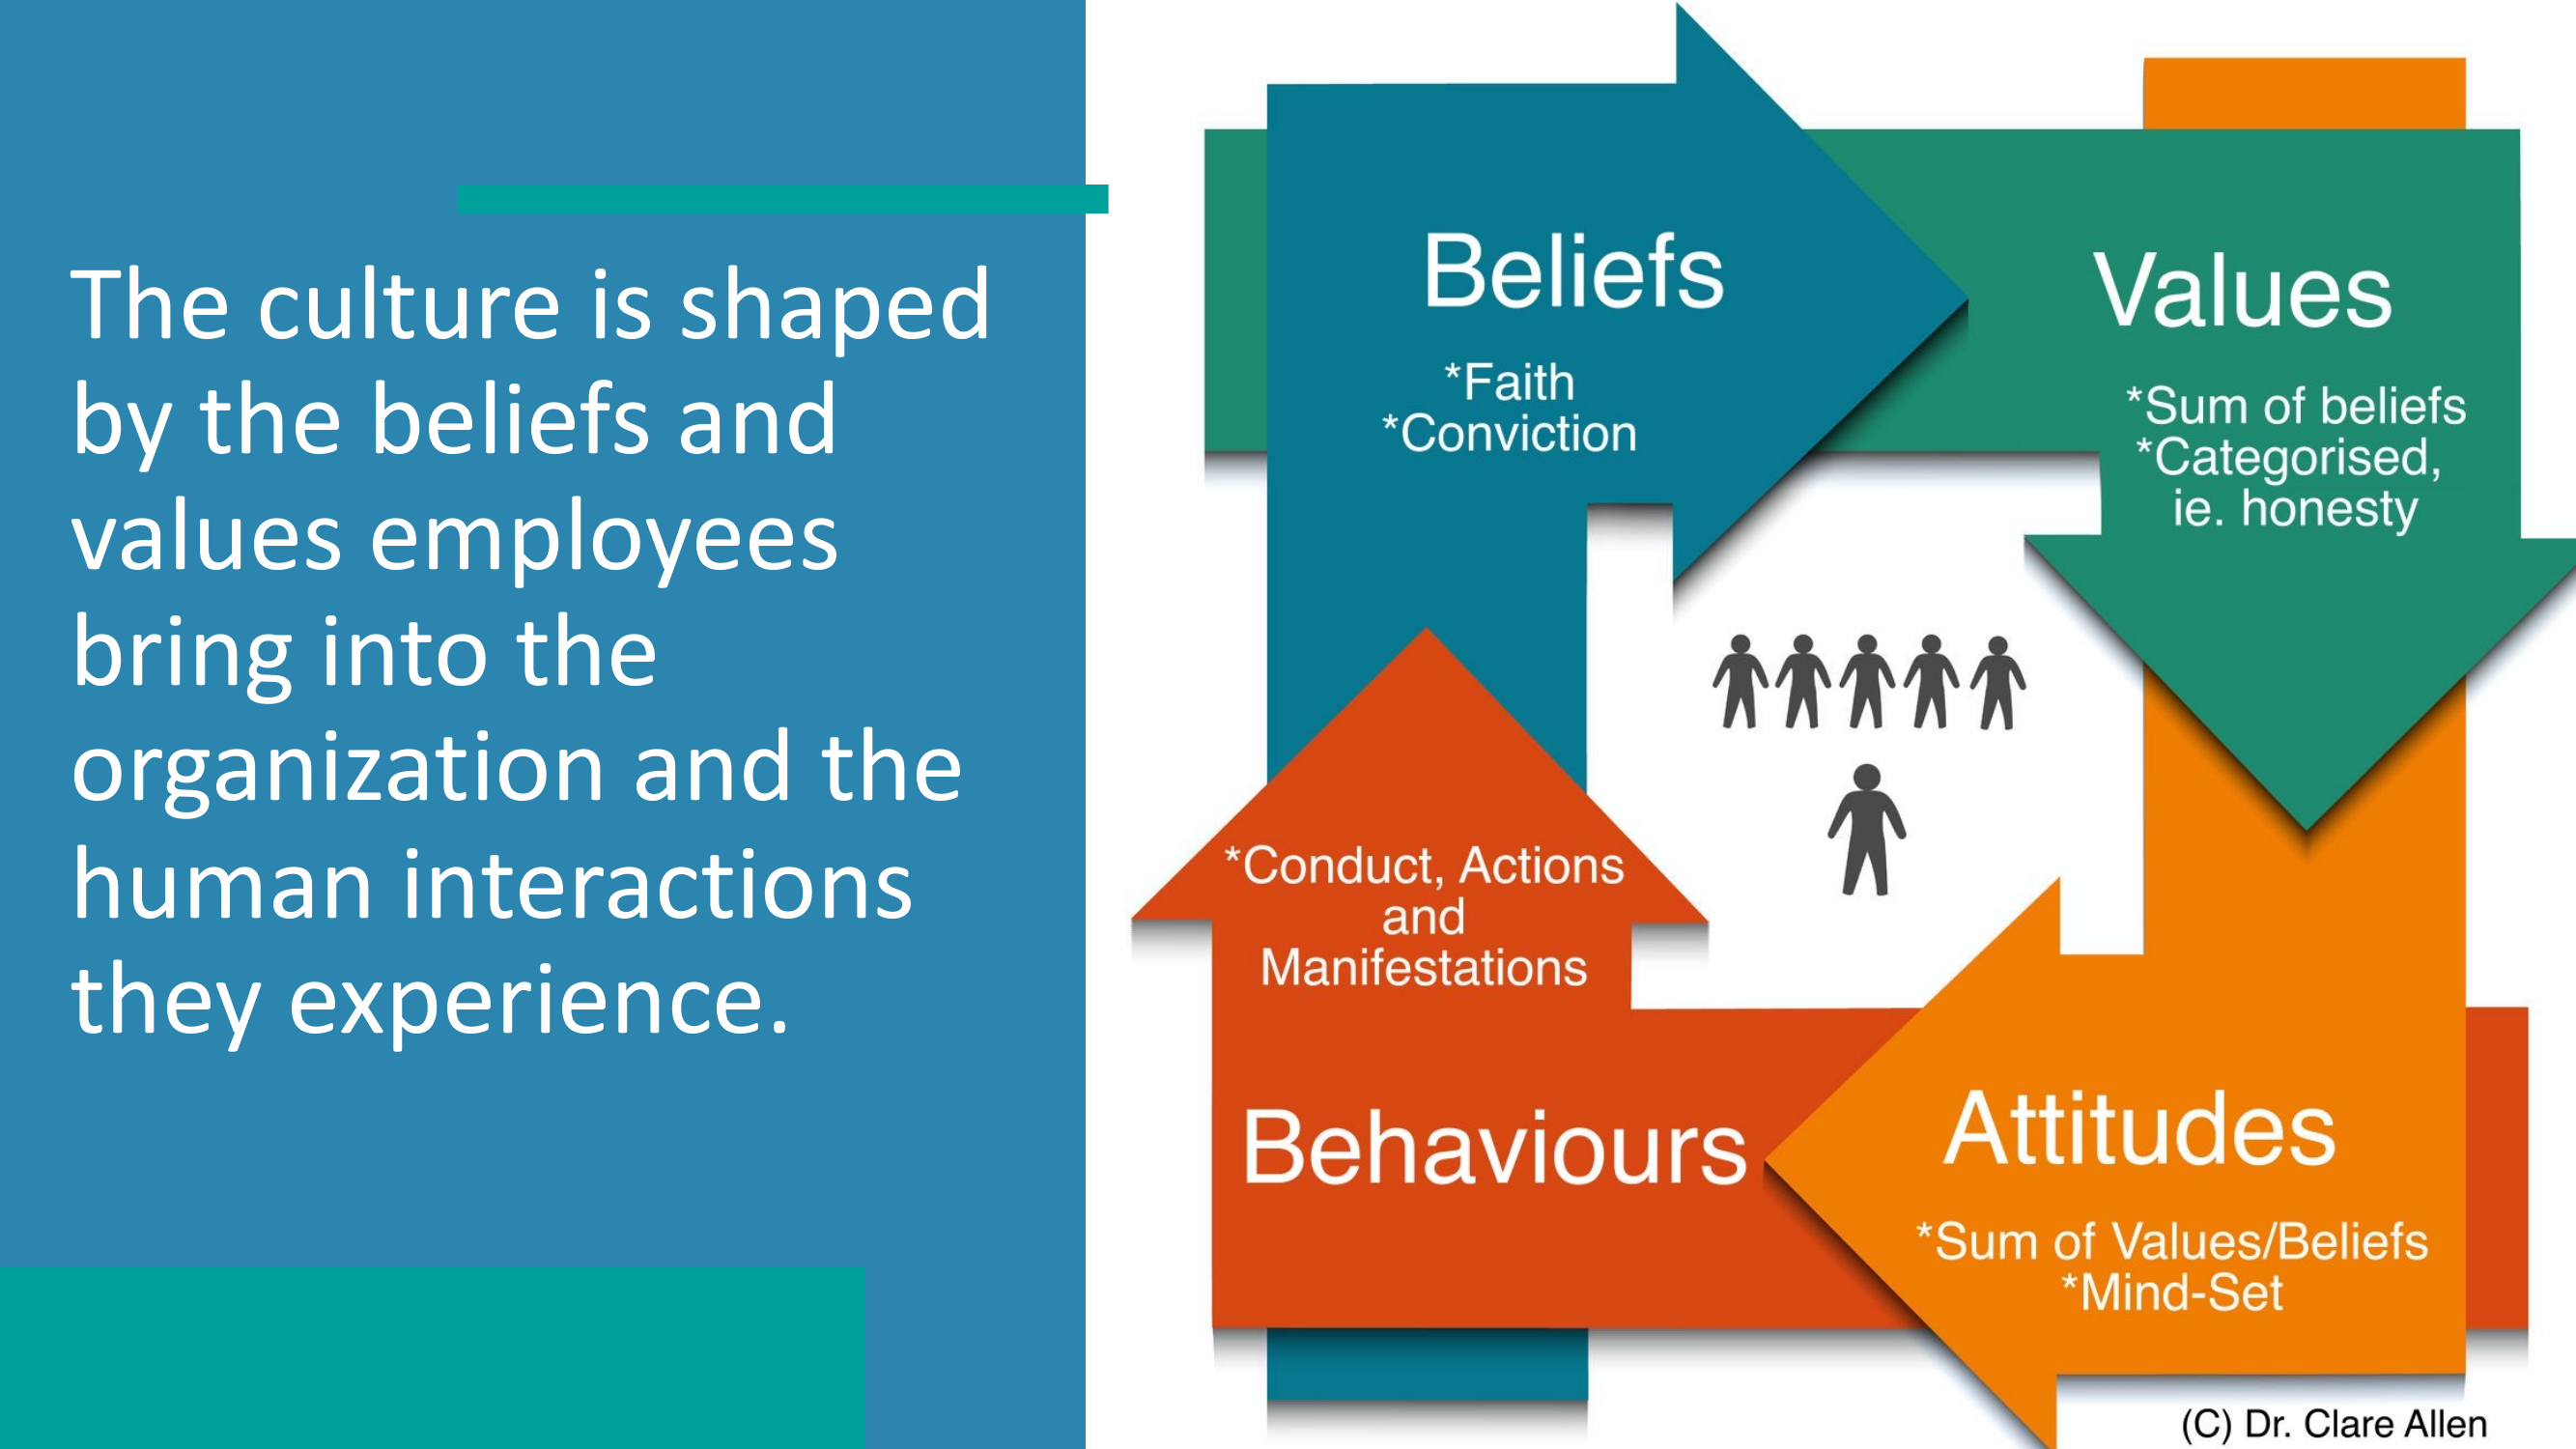 The culture is shaped
by the beliefs and
values employees
bring into the
organization and the
human interactions
they experience.
Beliefs
*Faith
*Conviction
Values
*Sum of beliefs
*Categorised,
ie. honesty
*Conduct, Actions
and
Manifestations
Behaviours
Attitudes
*Sum of Values/Beliefs
*Mind-Set
(C) Dr. Clare Allen